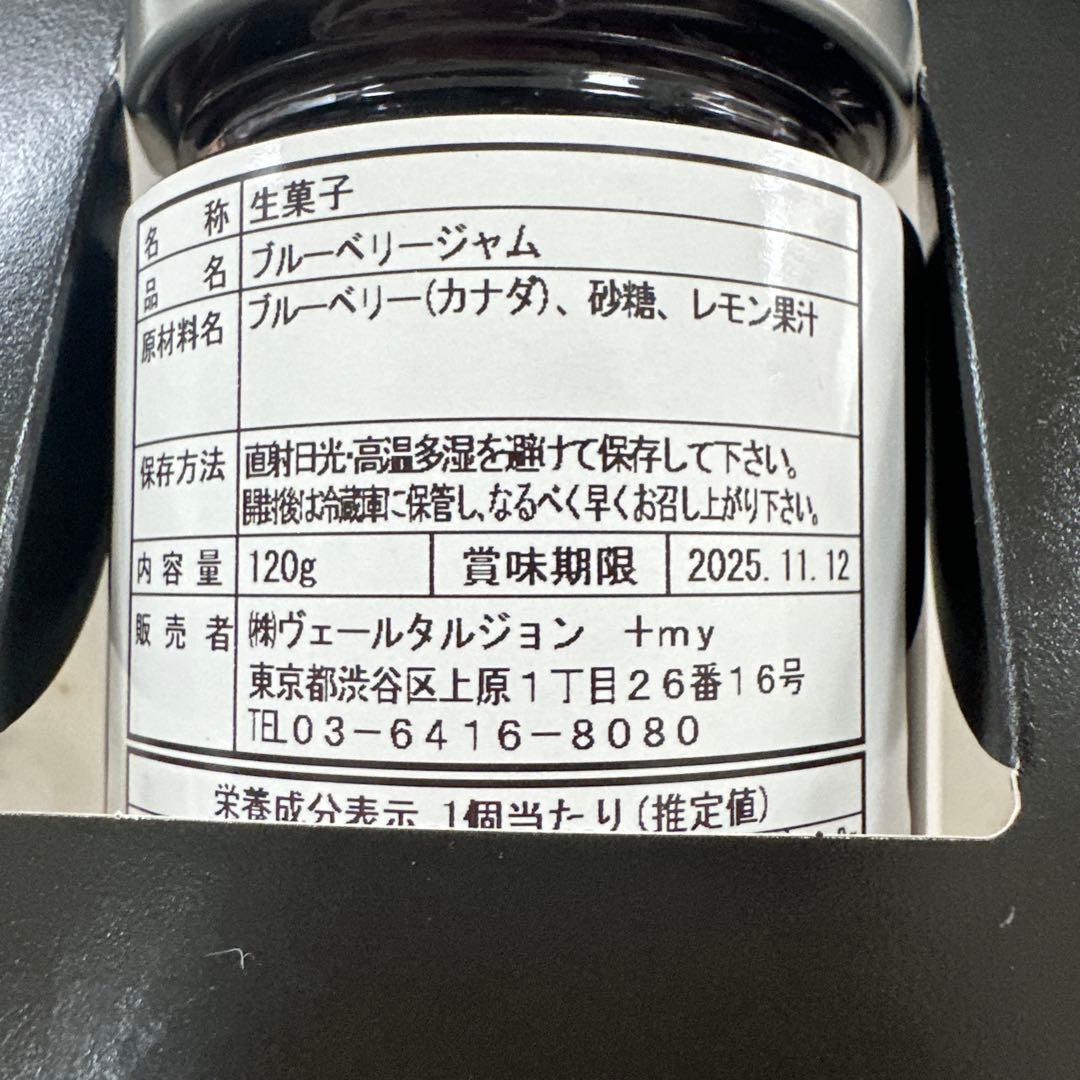 名称 生菓子
品名 ブルーベリージャム
原材料名 ブルーベリー(カナダ)、砂糖、レモン果汁
保存方法 直射日光・高温多湿を避けて保存して下さい。
開封後は冷蔵庫に保管し、なるべく早くお召し上がり下さい。
内容量 120g 賞味期限 2025.11.12
販売者 ㈱ヴェールタルジョン +my
東京都渋谷区上原1丁目26番16号
TEL03-6416-8080
栄養成分表示 1個当たり(推定値)